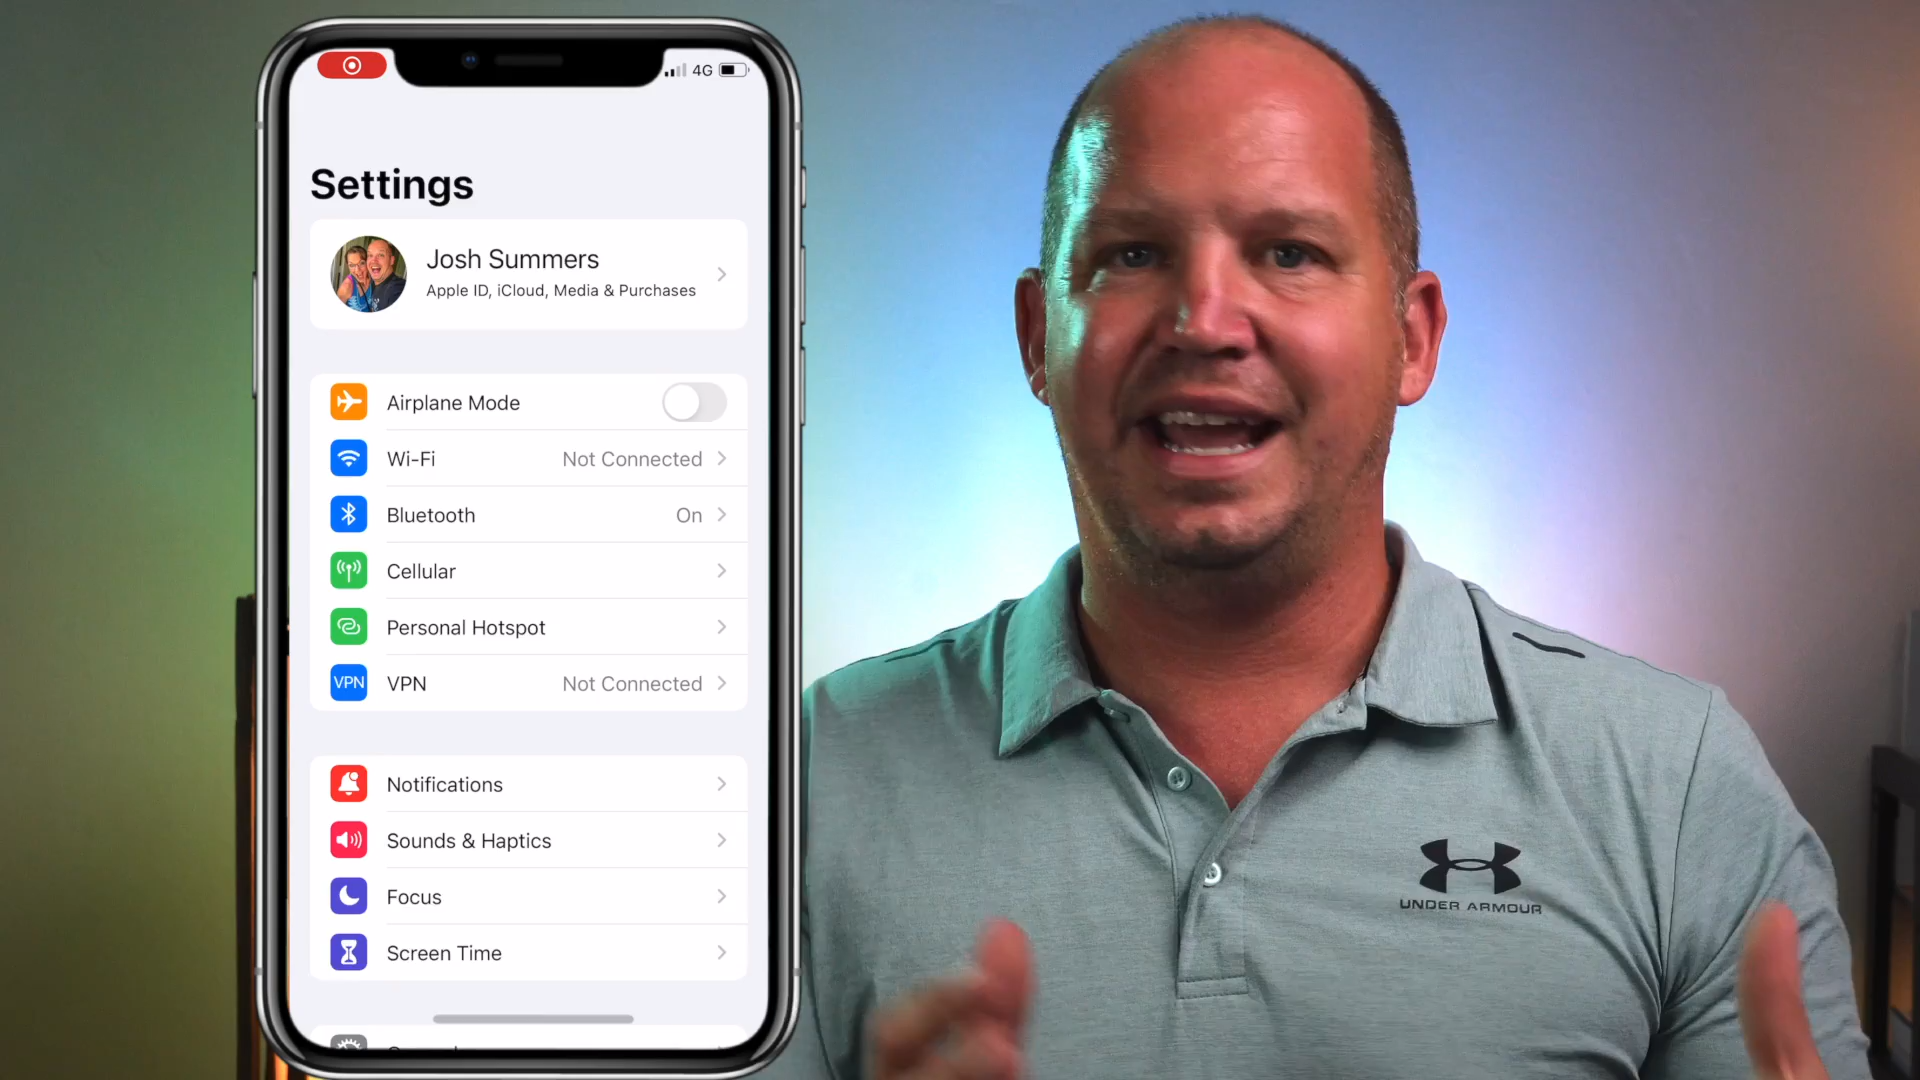 4G
Settings
Josh Summers
Apple ID, iCloud, Media & Purchases
Airplane Mode
Wi-Fi Not Connected
Bluetooth On
Cellular
Personal Hotspot
VPN VPN Not Connected
Notifications
Sounds & Haptics
Focus
Screen Time
UNDER ARMOUR